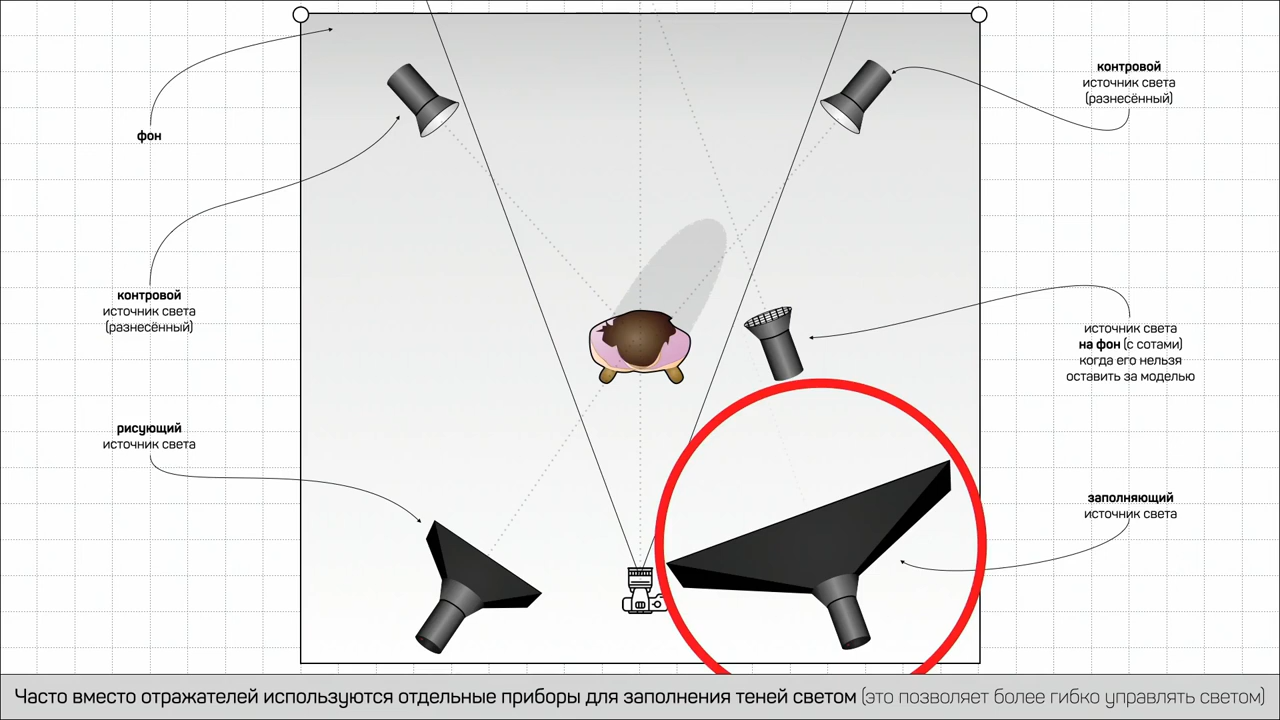 фон
контровой
источник света
(разнесённый)
рисующий
источник света
контровой
источник света
(разнесённый)
источник света
на фон (с сотами)
когда его нельзя
оставить за моделью
заполняющий
источник света
Часто вместо отражателей используются отдельные приборы для заполнения теней светом (это позволяет более гибко управлять светом)